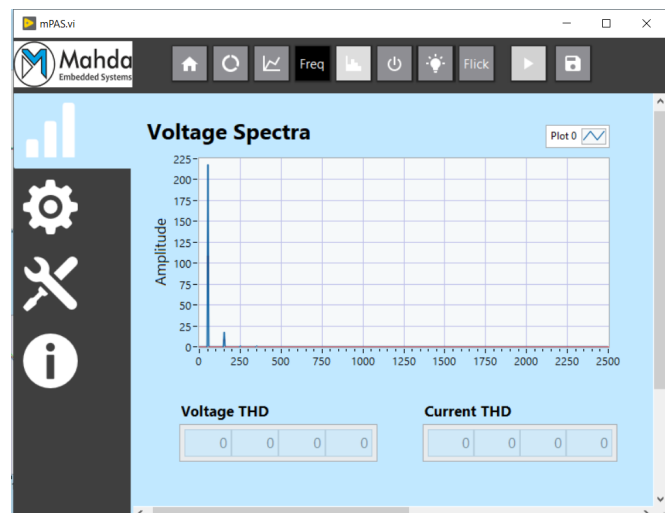 mPAS.vi
Mahda
Embedded Systems
Freq
Flick
Voltage Spectra
Plot 0
225
200
175
150
125
100
75
50
25
0
Amplitude
0 250 500 750 1000 1250 1500 1750 2000 2250 2500
Voltage THD
Current THD
0 0 0 0
0 0 0 0